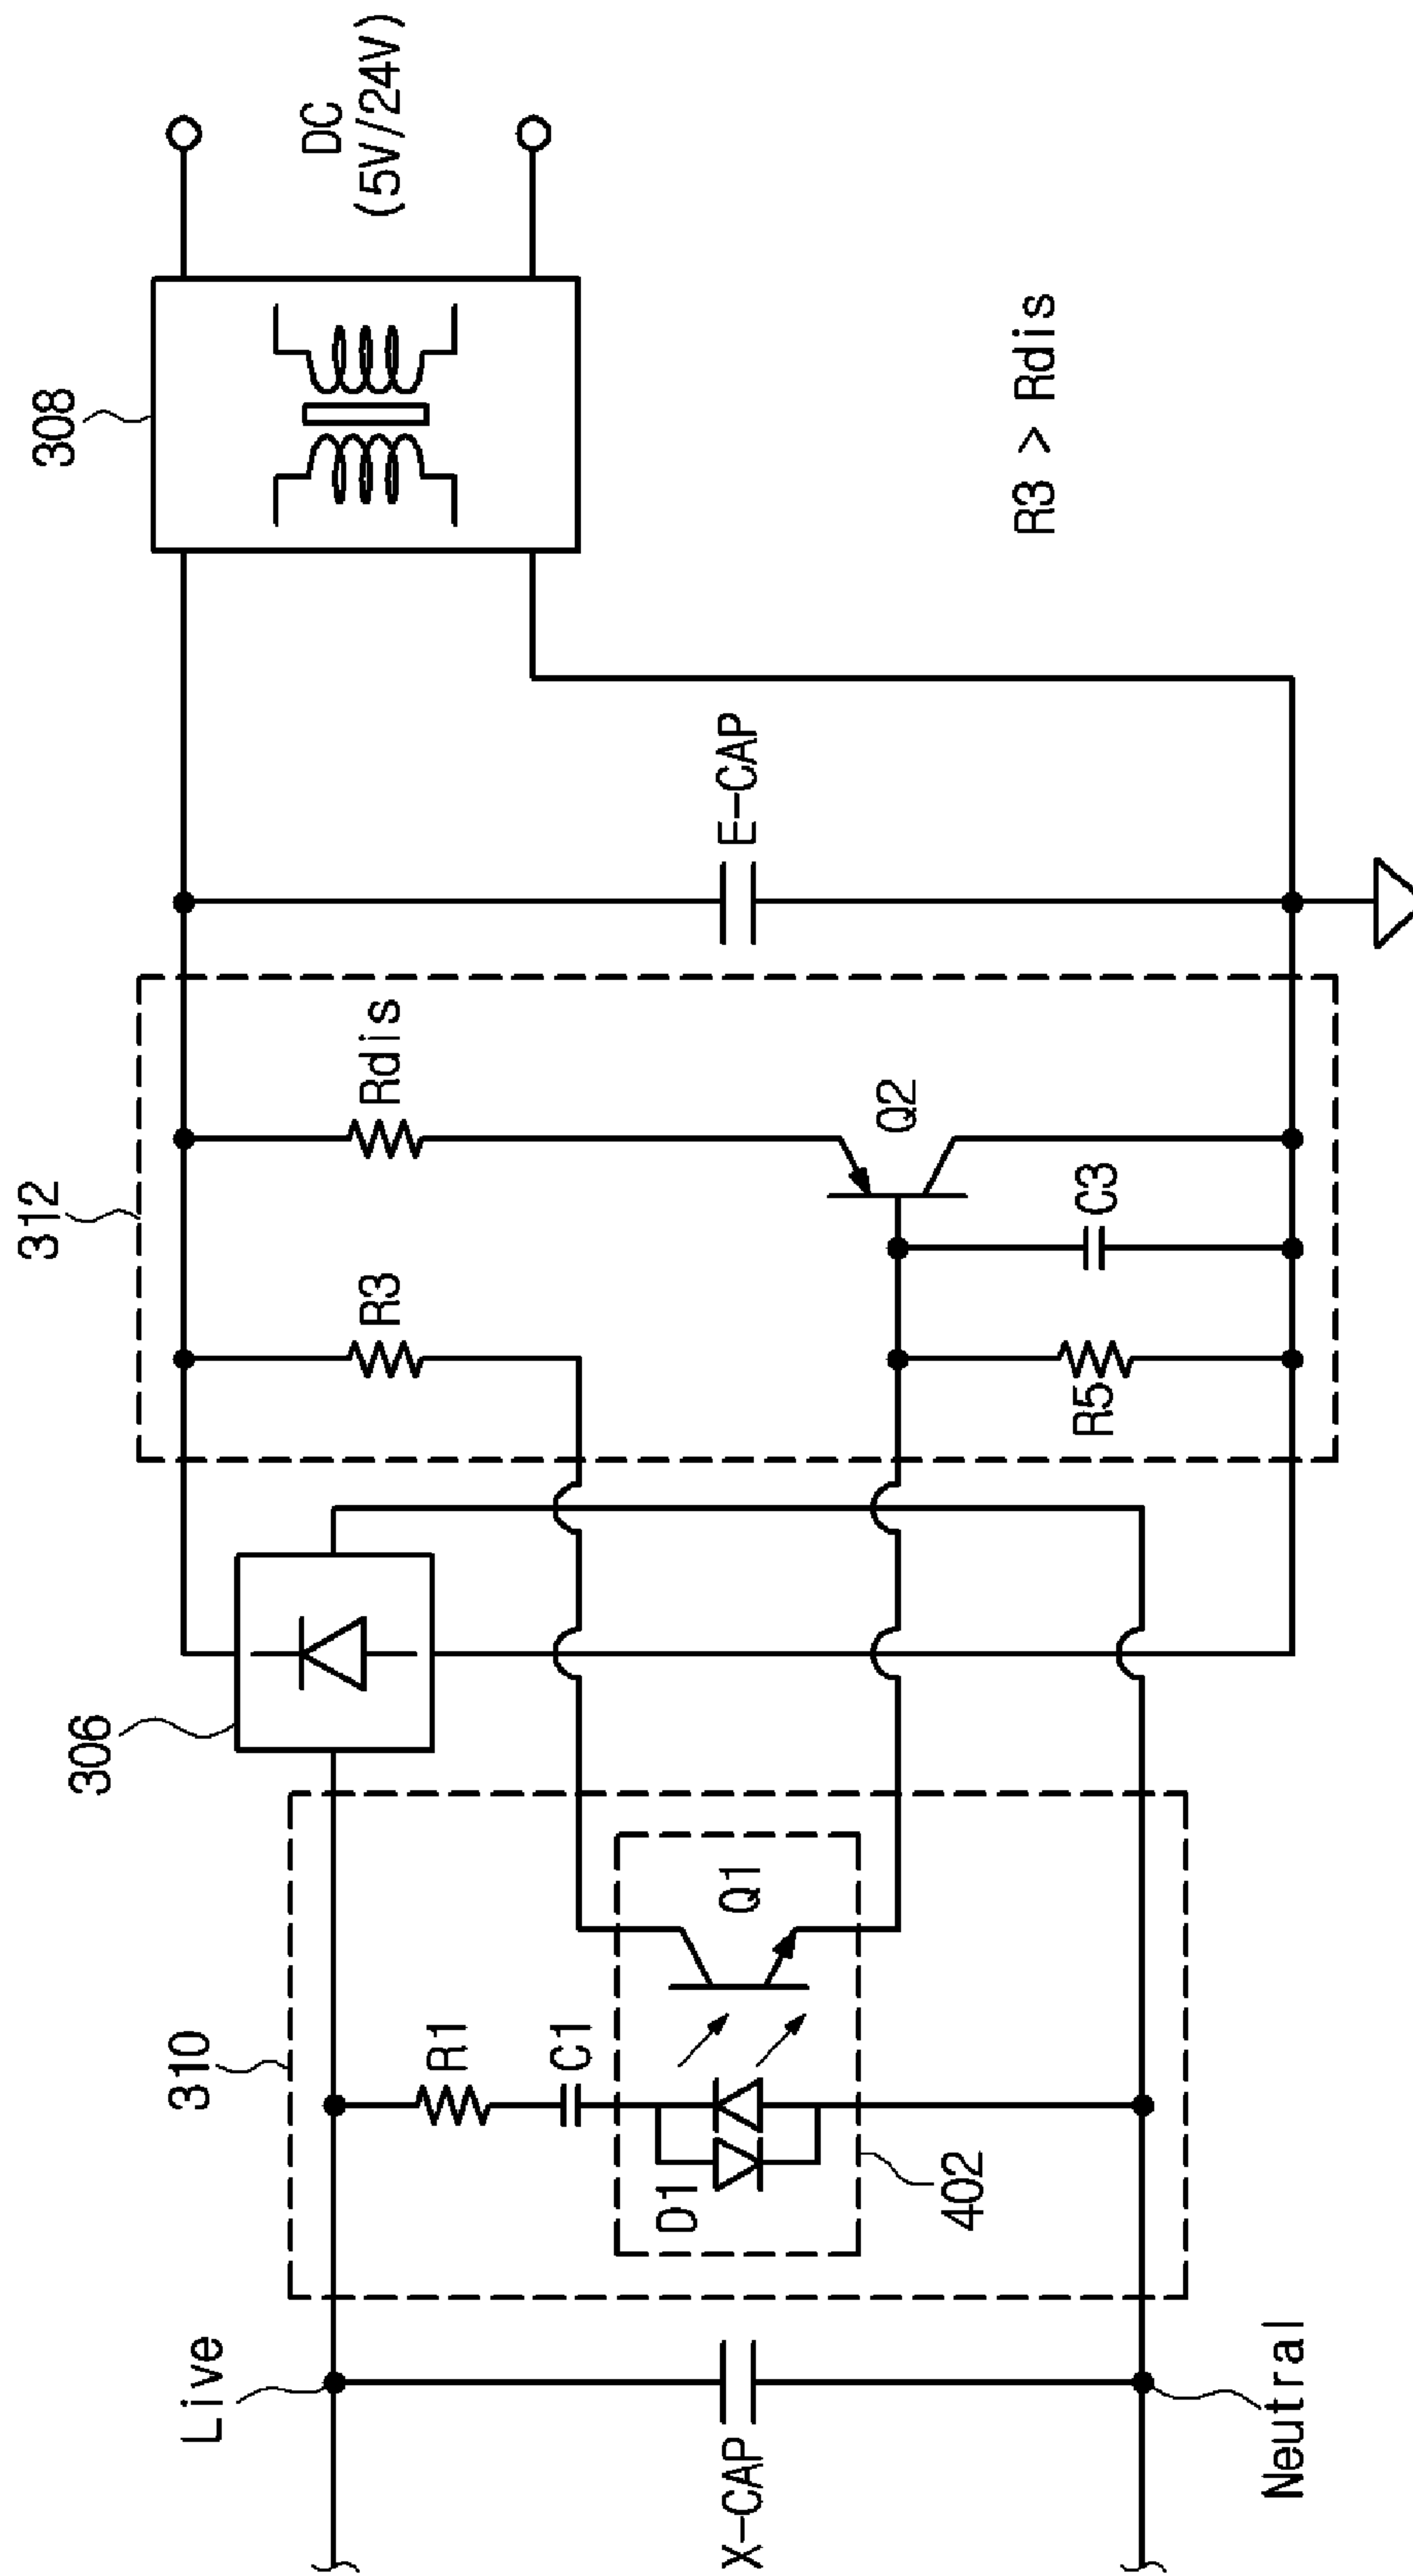 308
DC
(5V/24V)
312
Rdis
R3
Q2
C3
R5
E-CAP
R3 > Rdis
306
310
R1
C1
D1
Q1
402
Live
X-CAP
Neutral